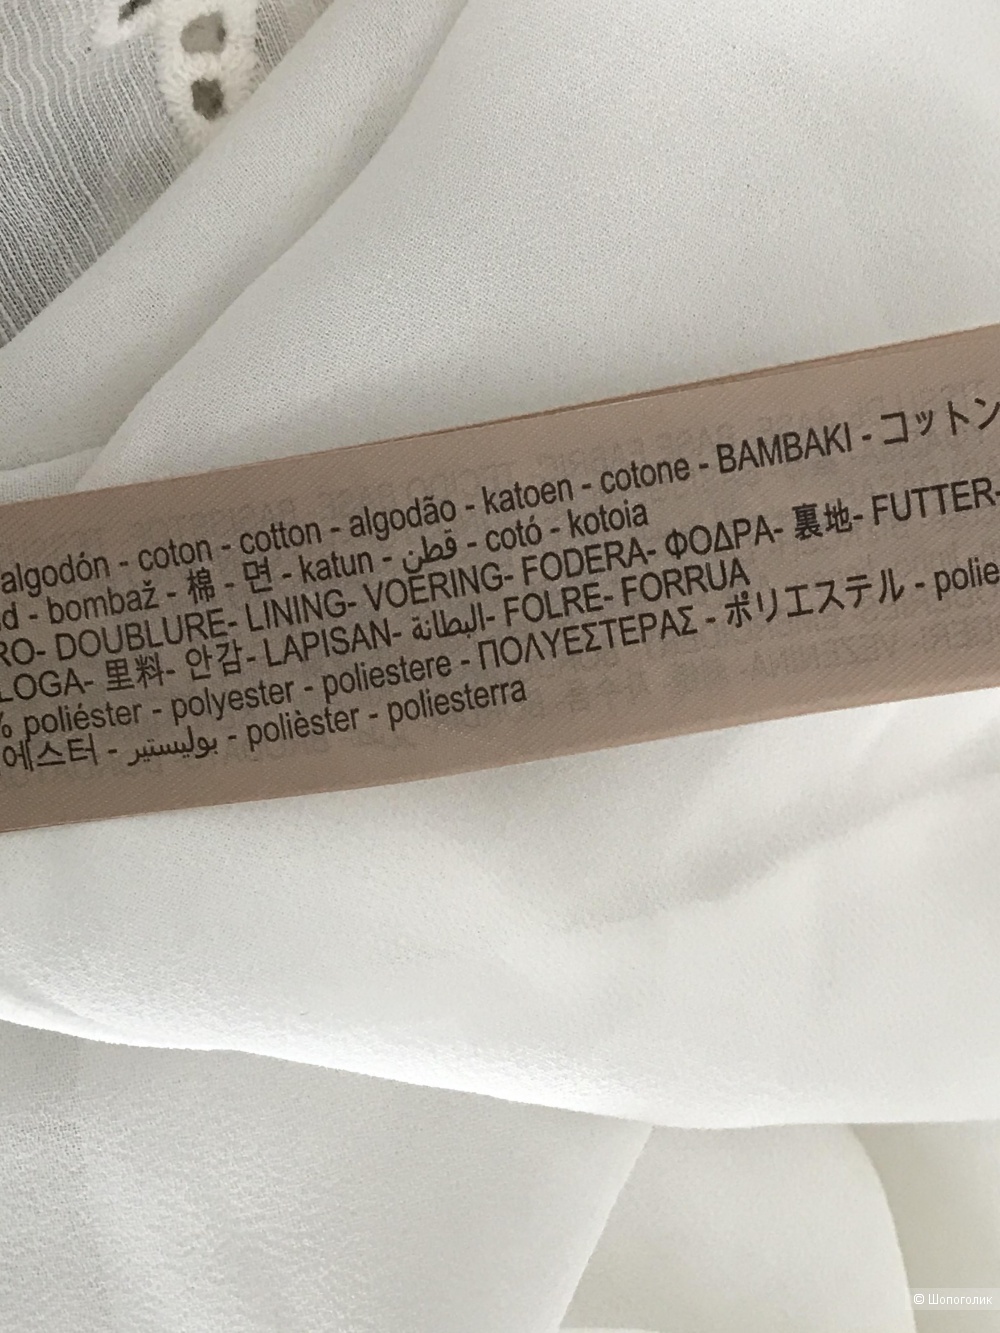 algodón - coton - cotton - algodão - katoen - cotone - BAMBAKI - コットン
d - bombaž - 棉 - 면 - katun - قطن - cotó - kotoia
RO- DOUBLURE- LINING- VOERING- FODERA- ΦΟΔΡΑ- 裏地- FUTTER-
LOGA- 里料- 안감- LAPISAN- البطانة- FOLRE- FORRUA
% poliéster - polyester - poliestere - ΠΟΛΥΕΣΤΕΡΑΣ - ポリエステル - polie
에스터 - بوليستير - polièster - poliesterra
© Шопоголик